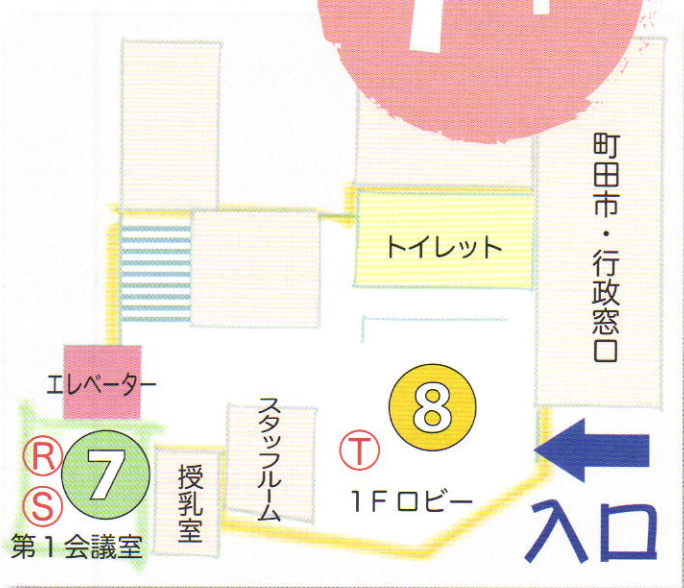 町田市・行政窓口
トイレット
エレベーター
8
スタッフルーム
T
R
7
授乳室
S
1Fロビー
入口
第1会議室